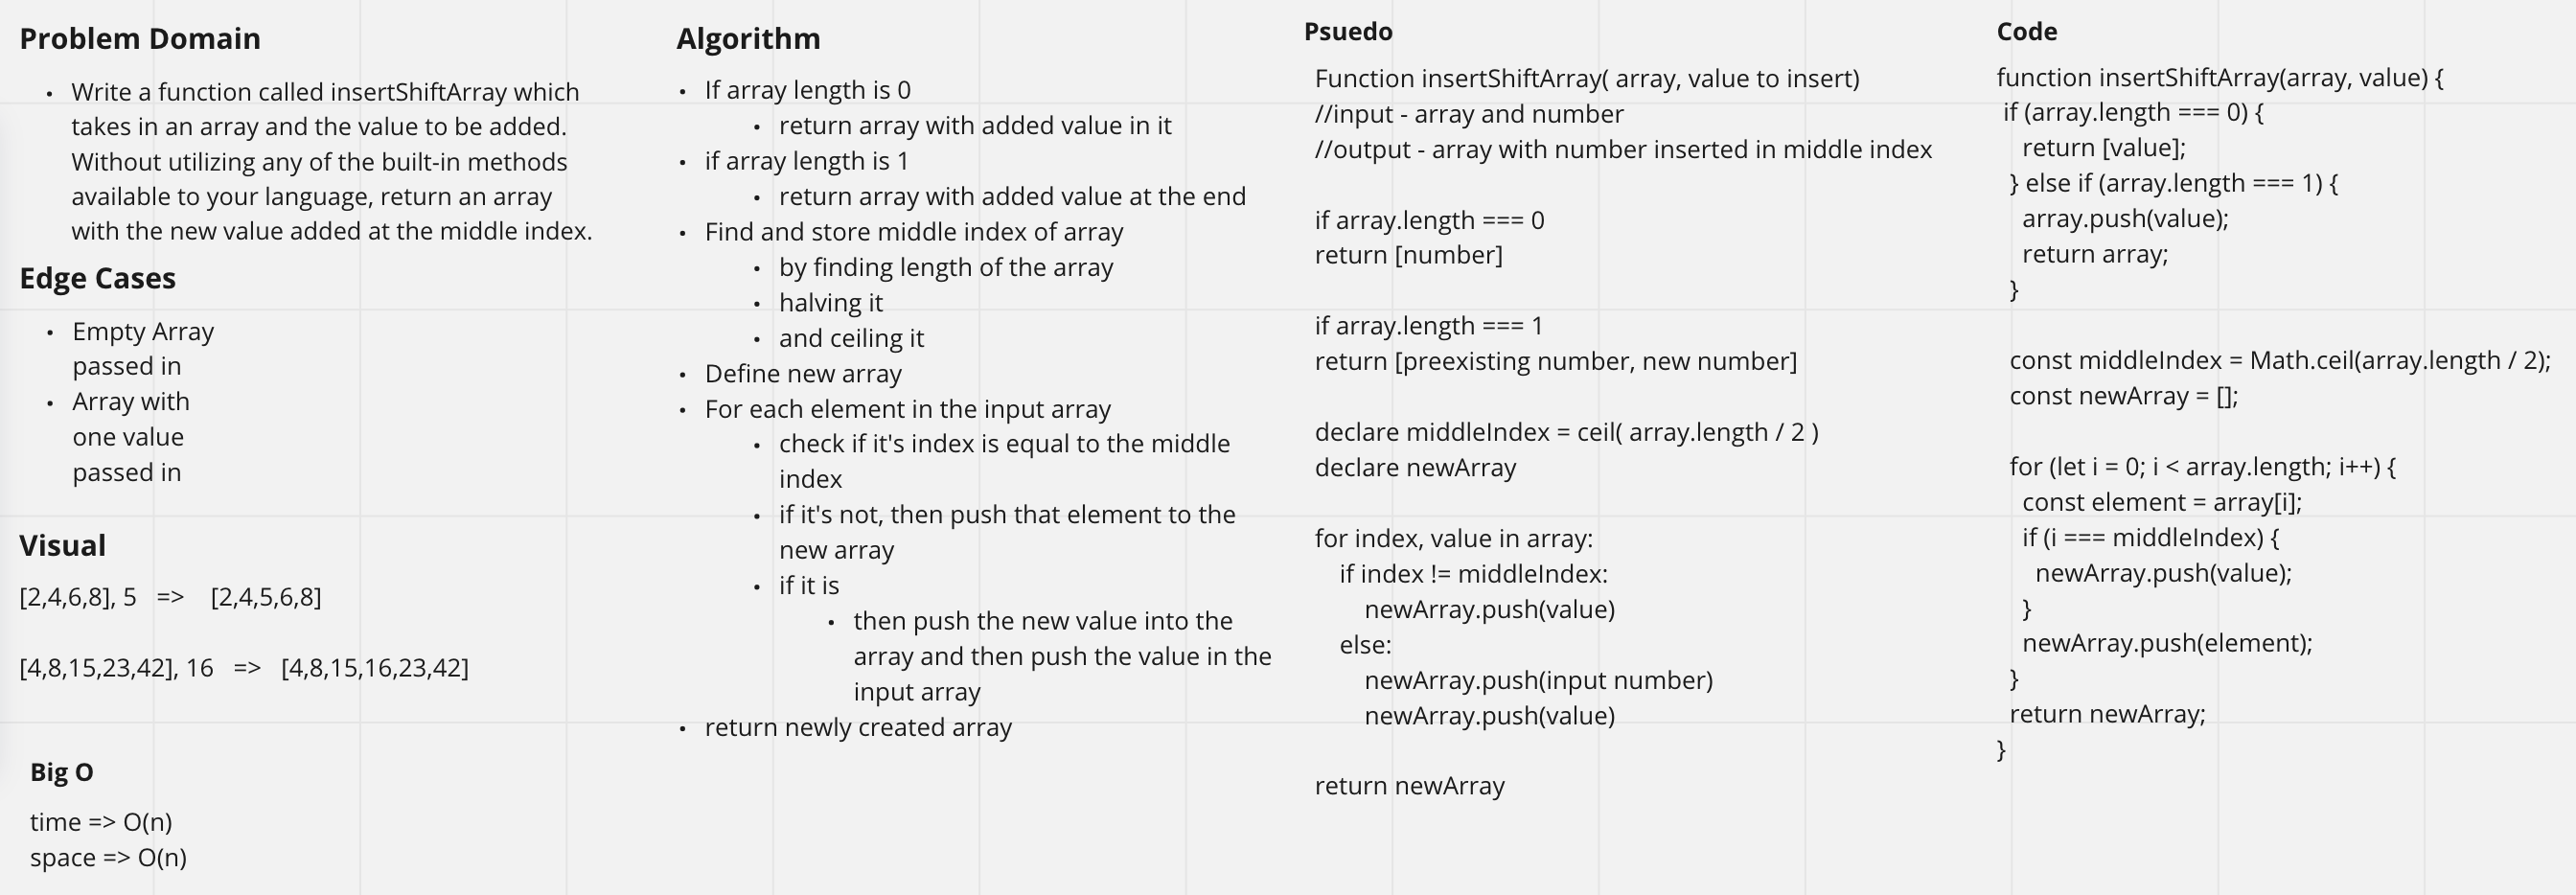 Problem Domain
• Write a function called insertShiftArray which
takes in an array and the value to be added.
Without utilizing any of the built-in methods
available to your language, return an array
with the new value added at the middle index.
Edge Cases
• Empty Array
passed in
• Array with
one value
passed in
Visual
[2,4,6,8], 5 => [2,4,5,6,8]
[4,8,15,23,42], 16 => [4,8,15,16,23,42]
Big O
time => O(n)
space => O(n)
Algorithm
• If array length is 0
• return array with added value in it
• if array length is 1
• return array with added value at the end
• Find and store middle index of array
• by finding length of the array
• halving it
• and ceiling it
• Define new array
• For each element in the input array
• check if it's index is equal to the middle
index
• if it's not, then push that element to the
new array
• if it is
• then push the new value into the
array and then push the value in the
input array
• return newly created array
Psuedo
Function insertShiftArray( array, value to insert)
//input - array and number
//output - array with number inserted in middle index
if array.length === 0
return [number]
if array.length === 1
return [preexisting number, new number]
declare middleIndex = ceil( array.length / 2 )
declare newArray
for index, value in array:
if index != middleIndex:
newArray.push(value)
else:
newArray.push(input number)
newArray.push(value)
return newArray
Code
function insertShiftArray(array, value) {
if (array.length === 0) {
return [value];
} else if (array.length === 1) {
array.push(value);
return array;
}
const middleIndex = Math.ceil(array.length / 2);
const newArray = [];
for (let i = 0; i < array.length; i++) {
const element = array[i];
if (i === middleIndex) {
newArray.push(value);
}
newArray.push(element);
}
return newArray;
}